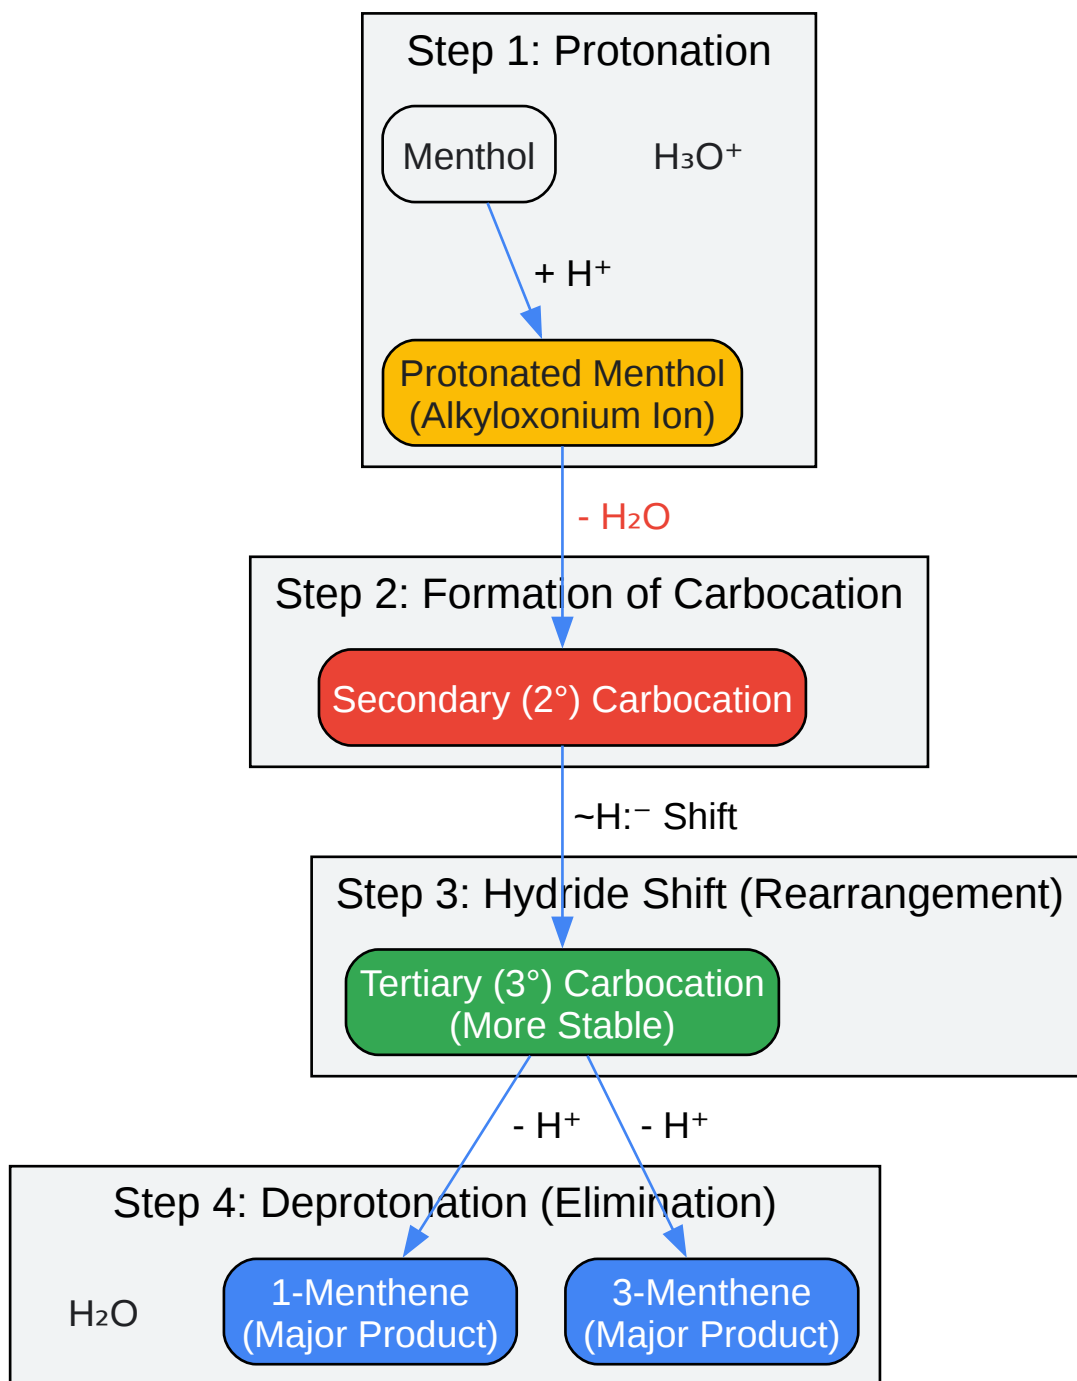 Step 1: Protonation
Menthol
H₃O⁺
+ H⁺
Protonated Menthol
(Alkyloxonium Ion)
- H₂O
Step 2: Formation of Carbocation
Secondary (2°) Carbocation
~H:⁻ Shift
Step 3: Hydride Shift (Rearrangement)
Tertiary (3°) Carbocation
(More Stable)
- H⁺
- H⁺
Step 4: Deprotonation (Elimination)
H₂O
1-Menthene
(Major Product)
3-Menthene
(Major Product)